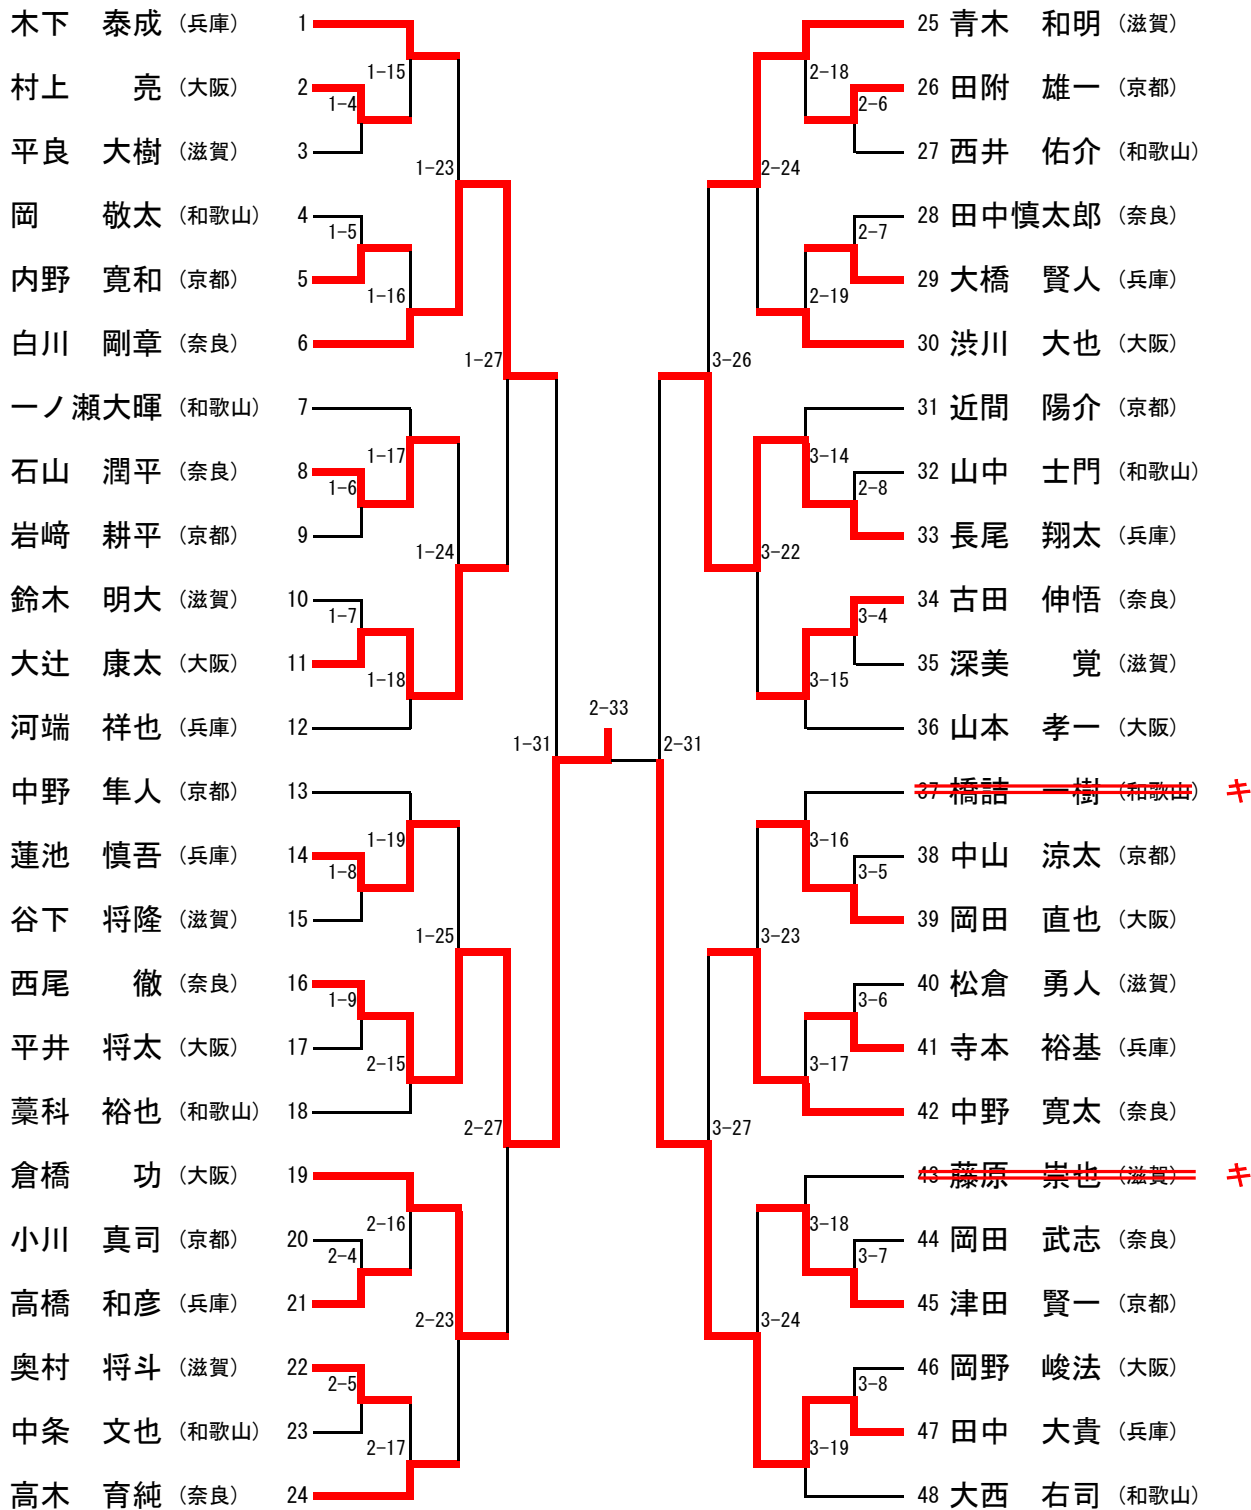 木下　泰成 (兵庫) 1
村上　　亮 (大阪) 2
平良　大樹 (滋賀) 3
岡　　敬太 (和歌山) 4
内野　寛和 (京都) 5
白川　剛章 (奈良) 6
一ノ瀬大暉 (和歌山) 7
石山　潤平 (奈良) 8
岩﨑　耕平 (京都) 9
鈴木　明大 (滋賀) 10
大辻　康太 (大阪) 11
河端　祥也 (兵庫) 12
中野　隼人 (京都) 13
蓮池　慎吾 (兵庫) 14
谷下　将隆 (滋賀) 15
西尾　　徹 (奈良) 16
平井　将太 (大阪) 17
藁科　裕也 (和歌山) 18
倉橋　　功 (大阪) 19
小川　真司 (京都) 20
高橋　和彦 (兵庫) 21
奥村　将斗 (滋賀) 22
中条　文也 (和歌山) 23
高木　育純 (奈良) 24
1-4
1-5
1-6
1-7
1-8
1-9
2-4
2-5
1-15
1-16
1-17
1-18
1-19
2-15
2-16
2-17
1-23
1-24
1-25
2-23
1-27
2-27
1-31
2-33
2-31
3-26
3-27
2-24
3-22
3-23
3-24
2-18
2-19
3-14
3-15
3-16
3-17
3-18
3-19
2-6
2-7
2-8
3-4
3-5
3-6
3-7
3-8
25 青木　和明 (滋賀)
26 田附　雄一 (京都)
27 西井　佑介 (和歌山)
28 田中慎太郎 (奈良)
29 大橋　賢人 (兵庫)
30 渋川　大也 (大阪)
31 近間　陽介 (京都)
32 山中　士門 (和歌山)
33 長尾　翔太 (兵庫)
34 古田　伸悟 (奈良)
35 深美　　覚 (滋賀)
36 山本　孝一 (大阪)
37 橋詰　一樹 (和歌山) キ
38 中山　涼太 (京都)
39 岡田　直也 (大阪)
40 松倉　勇人 (滋賀)
41 寺本　裕基 (兵庫)
42 中野　寛太 (奈良)
43 藤原　崇也 (滋賀) キ
44 岡田　武志 (奈良)
45 津田　賢一 (京都)
46 岡野　峻法 (大阪)
47 田中　大貴 (兵庫)
48 大西　右司 (和歌山)